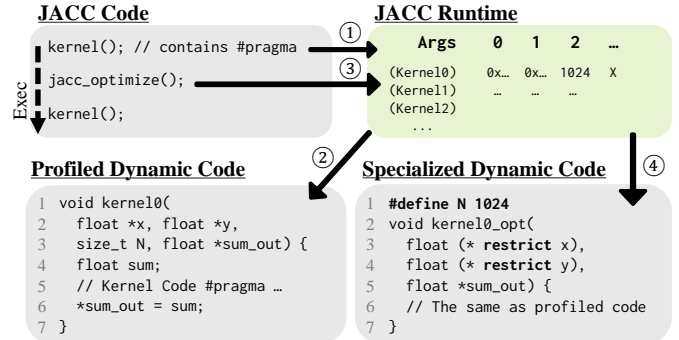 JACC Code
kernel(); // contains #pragma
jacc_optimize();
kernel();
Exec
①
③
JACC Runtime
Args 0 1 2 …
(Kernel0) 0x… 0x… 1024 X
(Kernel1) … … …
(Kernel2)
...
②
④
Profiled Dynamic Code
1 void kernel0(
2 float *x, float *y,
3 size_t N, float *sum_out) {
4 float sum;
5 // Kernel Code #pragma …
6 *sum_out = sum;
7 }
Specialized Dynamic Code
1 #define N 1024
2 void kernel0_opt(
3 float (* restrict x),
4 float (* restrict y),
5 float *sum_out) {
6 // The same as profiled code
7 }